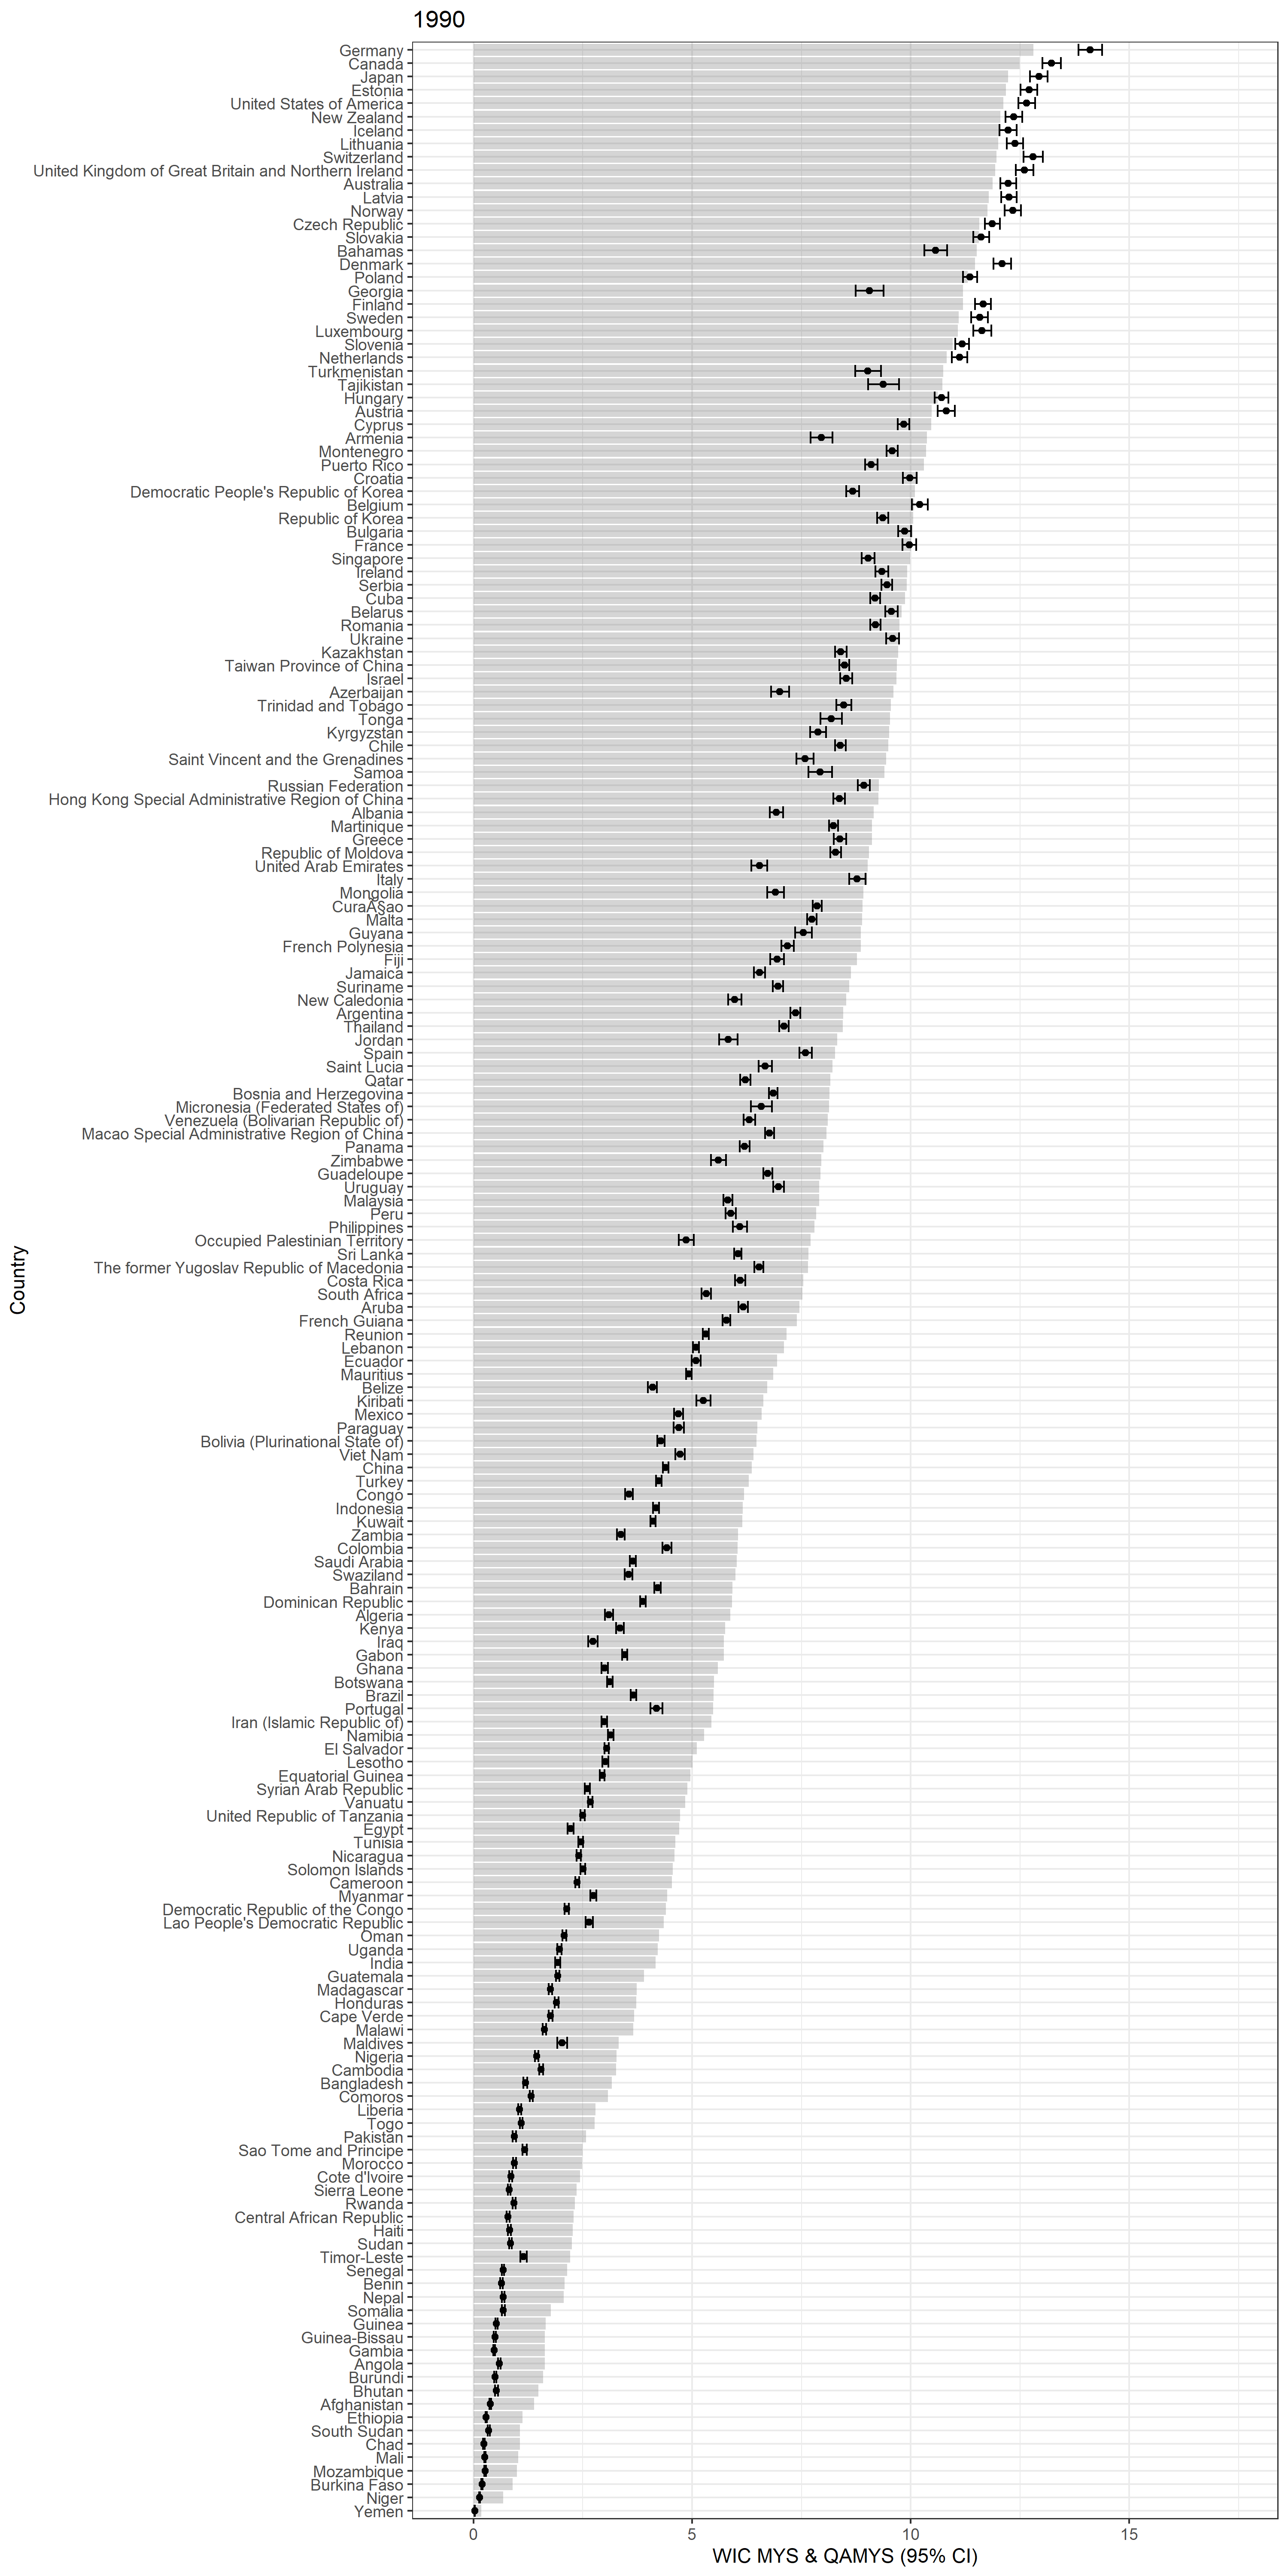 1990
Germany
Canada
Japan
Estonia
United States of America
New Zealand
Iceland
Lithuania
Switzerland
United Kingdom of Great Britain and Northern Ireland
Australia
Latvia
Norway
Czech Republic
Slovakia
Bahamas
Denmark
Poland
Georgia
Finland
Sweden
Luxembourg
Slovenia
Netherlands
Turkmenistan
Tajikistan
Hungary
Austria
Cyprus
Armenia
Montenegro
Puerto Rico
Croatia
Democratic People's Republic of Korea
Belgium
Republic of Korea
Bulgaria
France
Singapore
Ireland
Serbia
Cuba
Belarus
Romania
Ukraine
Kazakhstan
Taiwan Province of China
Israel
Azerbaijan
Trinidad and Tobago
Tonga
Kyrgyzstan
Chile
Saint Vincent and the Grenadines
Samoa
Russian Federation
Hong Kong Special Administrative Region of China
Albania
Martinique
Greece
Republic of Moldova
United Arab Emirates
Italy
Mongolia
CuraÃ§ao
Malta
Guyana
French Polynesia
Fiji
Jamaica
Suriname
New Caledonia
Argentina
Thailand
Jordan
Spain
Saint Lucia
Qatar
Bosnia and Herzegovina
Micronesia (Federated States of)
Venezuela (Bolivarian Republic of)
Macao Special Administrative Region of China
Panama
Zimbabwe
Guadeloupe
Uruguay
Malaysia
Peru
Philippines
Occupied Palestinian Territory
Sri Lanka
The former Yugoslav Republic of Macedonia
Costa Rica
South Africa
Aruba
French Guiana
Reunion
Lebanon
Ecuador
Mauritius
Belize
Kiribati
Mexico
Paraguay
Bolivia (Plurinational State of)
Viet Nam
China
Turkey
Congo
Indonesia
Kuwait
Zambia
Colombia
Saudi Arabia
Swaziland
Bahrain
Dominican Republic
Algeria
Kenya
Iraq
Gabon
Ghana
Botswana
Brazil
Portugal
Iran (Islamic Republic of)
Namibia
El Salvador
Lesotho
Equatorial Guinea
Syrian Arab Republic
Vanuatu
United Republic of Tanzania
Egypt
Tunisia
Nicaragua
Solomon Islands
Cameroon
Myanmar
Democratic Republic of the Congo
Lao People's Democratic Republic
Oman
Uganda
India
Guatemala
Madagascar
Honduras
Cape Verde
Malawi
Maldives
Nigeria
Cambodia
Bangladesh
Comoros
Liberia
Togo
Pakistan
Sao Tome and Principe
Morocco
Cote d'Ivoire
Sierra Leone
Rwanda
Central African Republic
Haiti
Sudan
Timor-Leste
Senegal
Benin
Nepal
Somalia
Guinea
Guinea-Bissau
Gambia
Angola
Burundi
Bhutan
Afghanistan
Ethiopia
South Sudan
Chad
Mali
Mozambique
Burkina Faso
Niger
Yemen
Country
0 5 10 15
WIC MYS & QAMYS (95% CI)